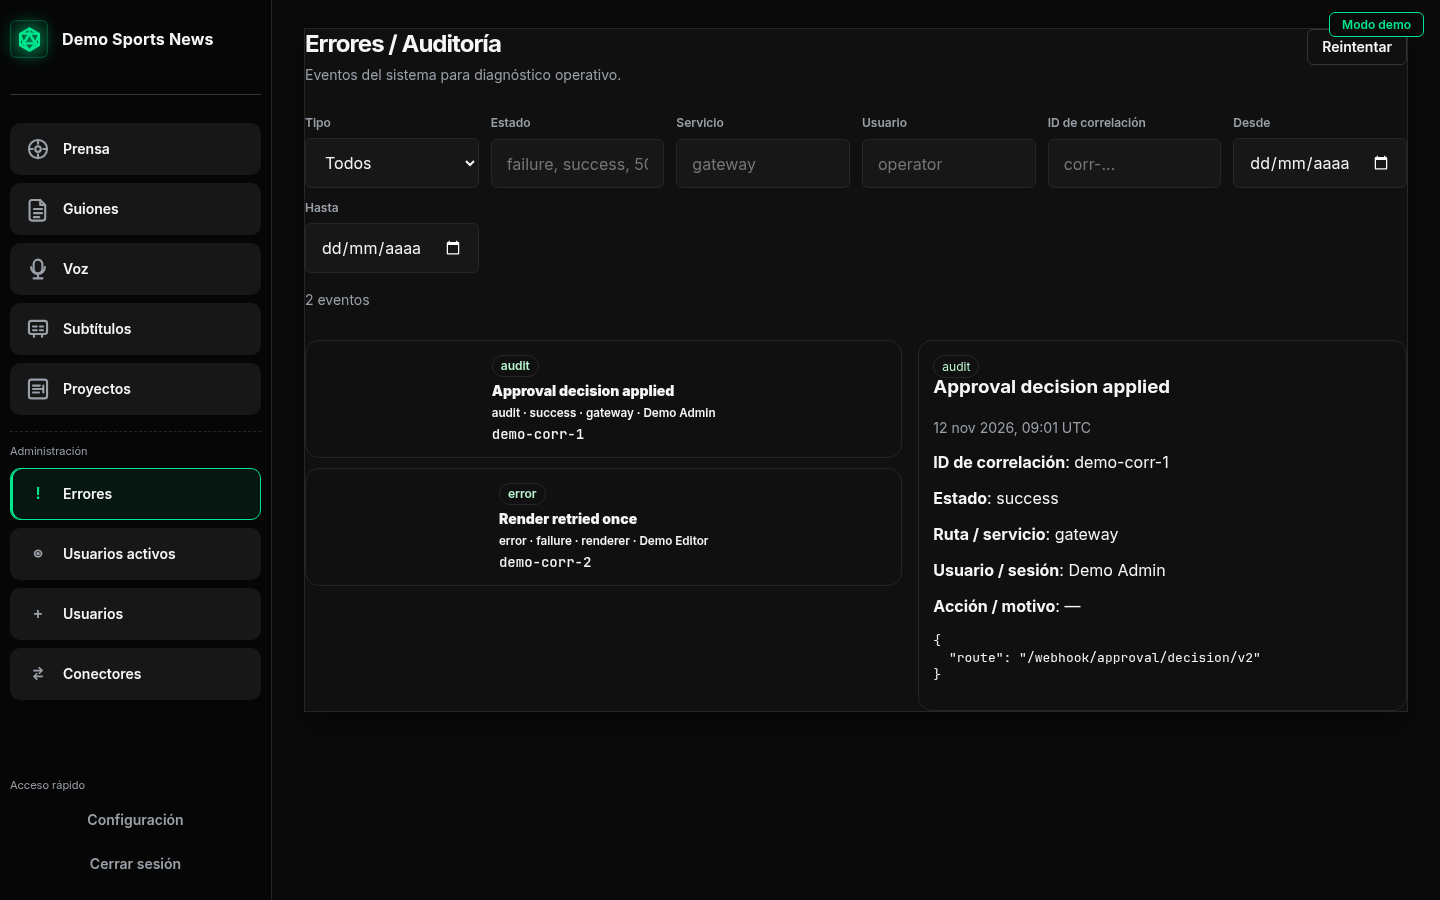 Demo Sports News
Prensa
Guiones
Voz
Subtítulos
Proyectos
Administración
Errores
Usuarios activos
Usuarios
Conectores
Acceso rápido
Configuración
Cerrar sesión
Modo demo
Errores / Auditoría
Reintentar
Eventos del sistema para diagnóstico operativo.
Tipo
Estado
Servicio
Usuario
ID de correlación
Desde
Todos
failure, success, 50
gateway
operator
corr-...
dd/mm/aaaa
Hasta
dd/mm/aaaa
2 eventos
audit
Approval decision applied
audit · success · gateway · Demo Admin
demo-corr-1
error
Render retried once
error · failure · renderer · Demo Editor
demo-corr-2
audit
Approval decision applied
12 nov 2026, 09:01 UTC
ID de correlación: demo-corr-1
Estado: success
Ruta / servicio: gateway
Usuario / sesión: Demo Admin
Acción / motivo: —
{
"route": "/webhook/approval/decision/v2"
}